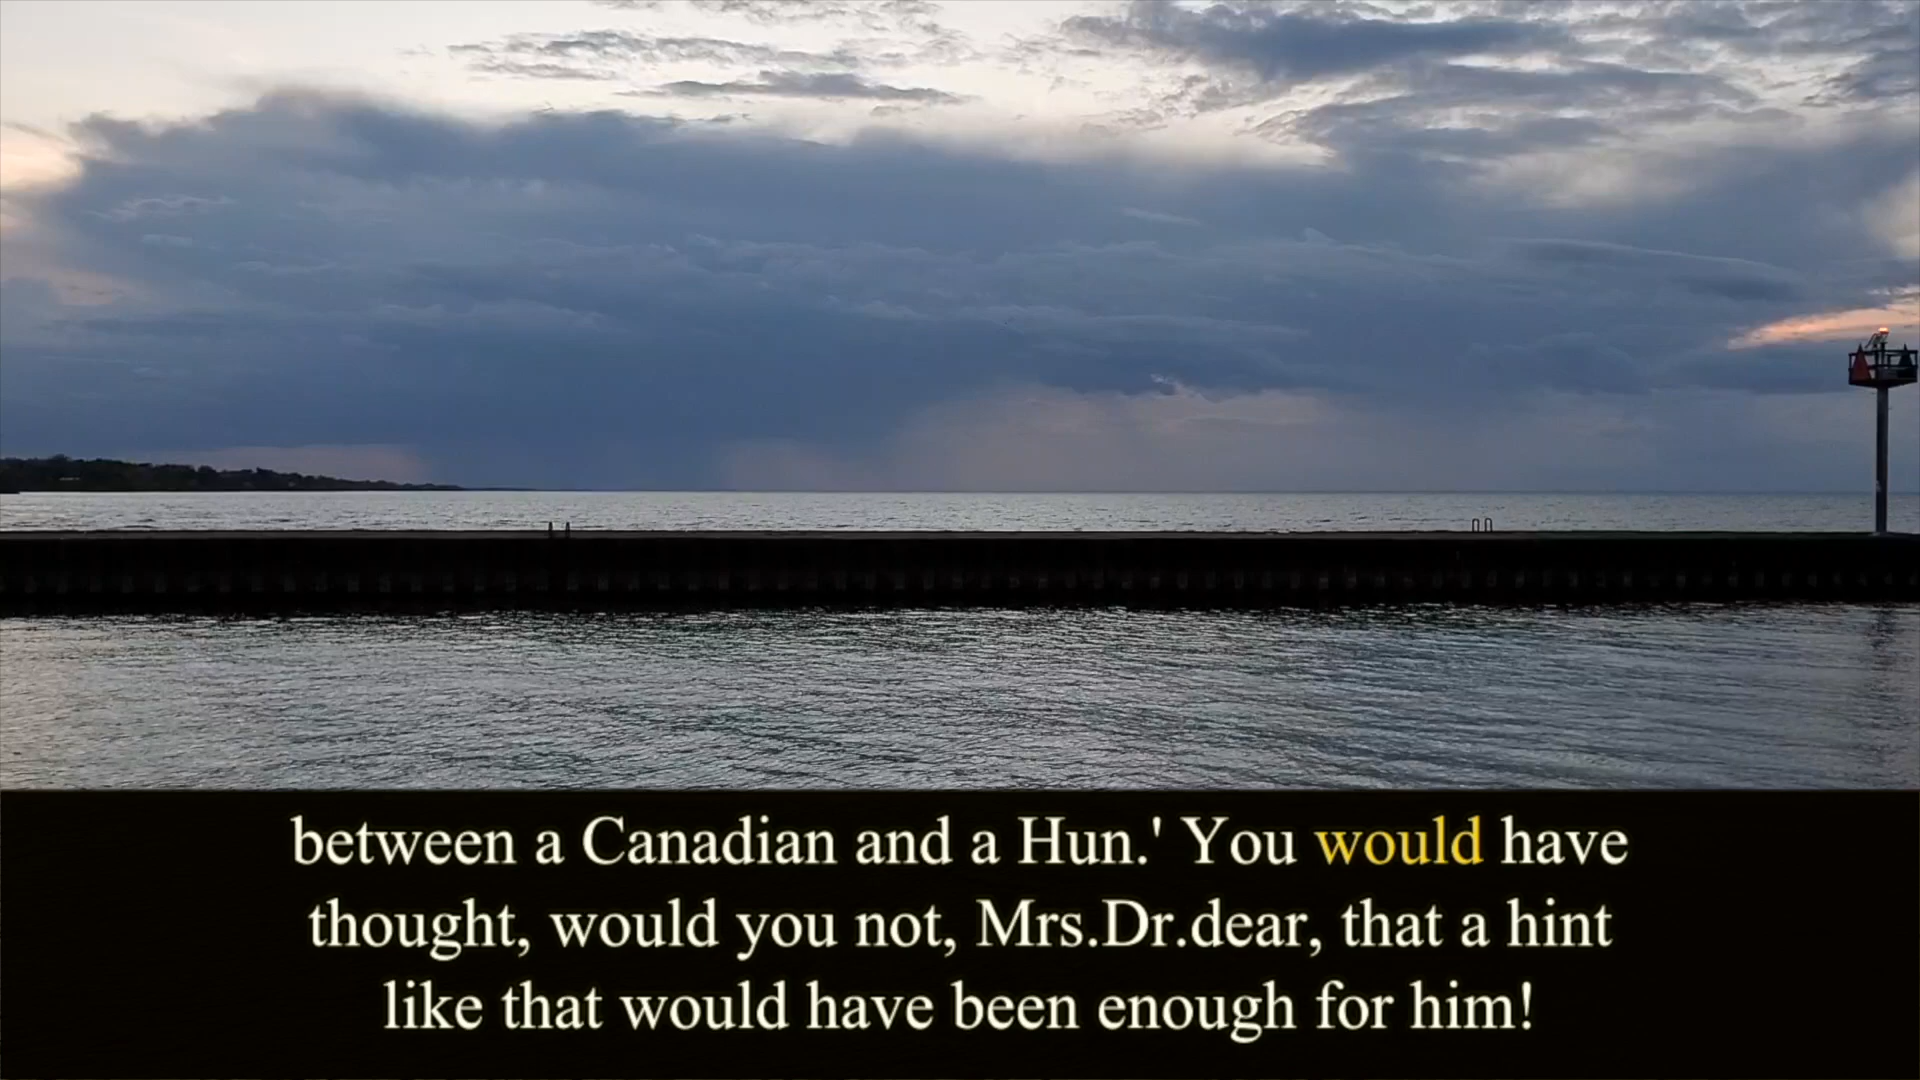 between a Canadian and a Hun.' You would have
thought, would you not, Mrs.Dr.dear, that a hint
like that would have been enough for him!